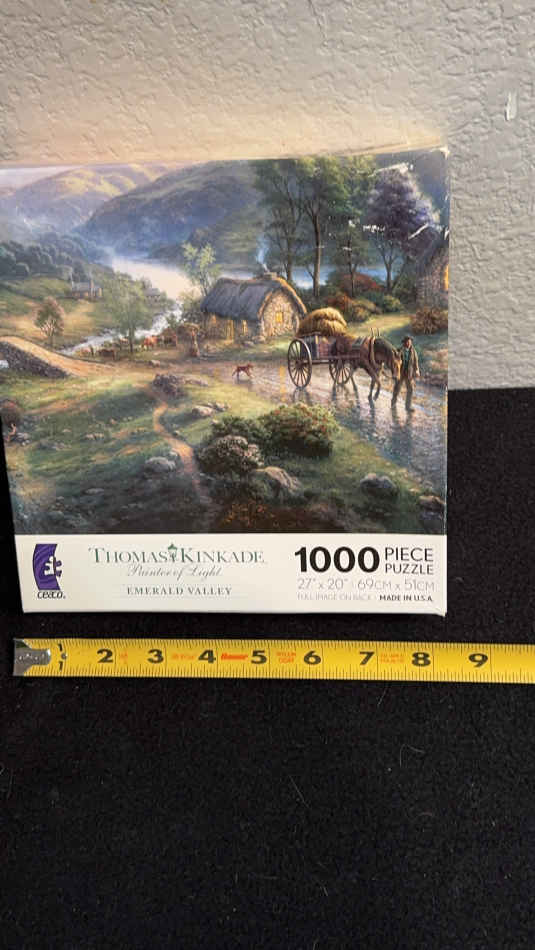 THOMAS KINKADE
Painter of Light
EMERALD VALLEY
1000 PIECE PUZZLE
27" x 20" | 69CM x 51CM
FULL IMAGE ON BACK | MADE IN U.S.A.
ceaco.
2 3 4 5 6 7 8 9